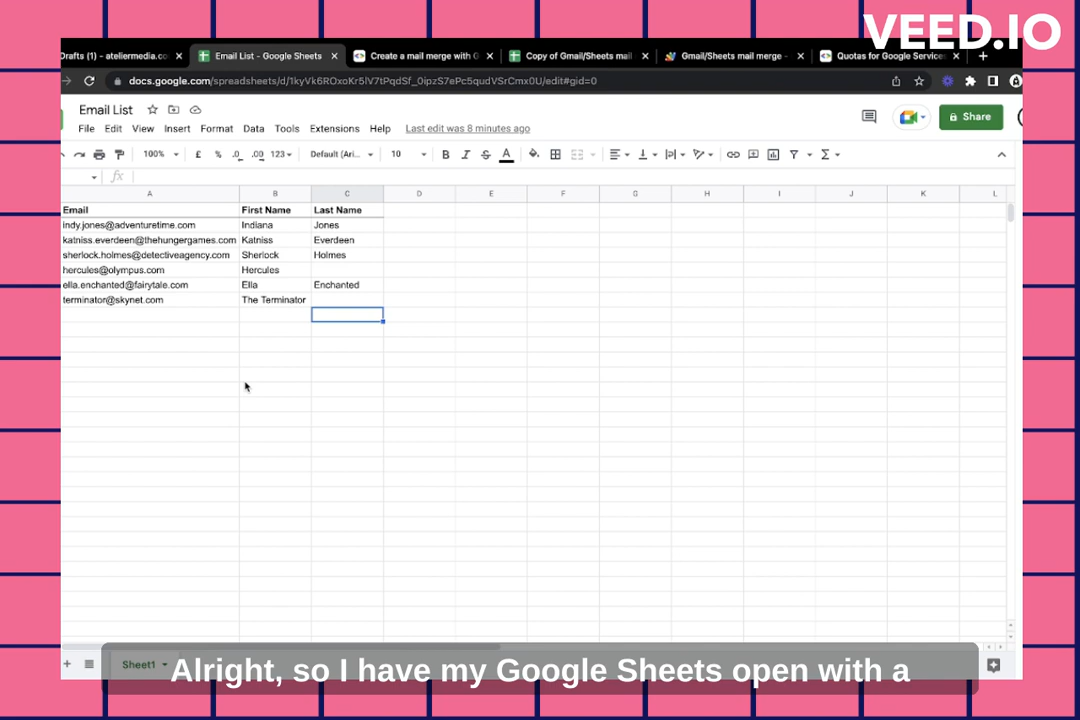 VEED.IO
Drafts (1) - ateliermedia.co
Email List - Google Sheets
Create a mail merge with G
Copy of Gmail/Sheets mail
Gmail/Sheets mail merge -
Quotas for Google Services
docs.google.com/spreadsheets/d/1kyVk6ROxoKr5lV7tPqdSf_0ipzS7ePc5qudVSrCmx0U/edit#gid=0
Email List
File Edit View Insert Format Data Tools Extensions Help Last edit was 8 minutes ago
Share
100% £ % .0 .00 123 Default (Ari... 10 B I S A
fx
A B C D E F G H I J K L
Email First Name Last Name
indy.jones@adventuretime.com Indiana Jones
katniss.everdeen@thehungergames.com Katniss Everdeen
sherlock.holmes@detectiveagency.com Sherlock Holmes
hercules@olympus.com Hercules
ella.enchanted@fairytale.com Ella Enchanted
terminator@skynet.com The Terminator
Sheet1
Alright, so I have my Google Sheets open with a